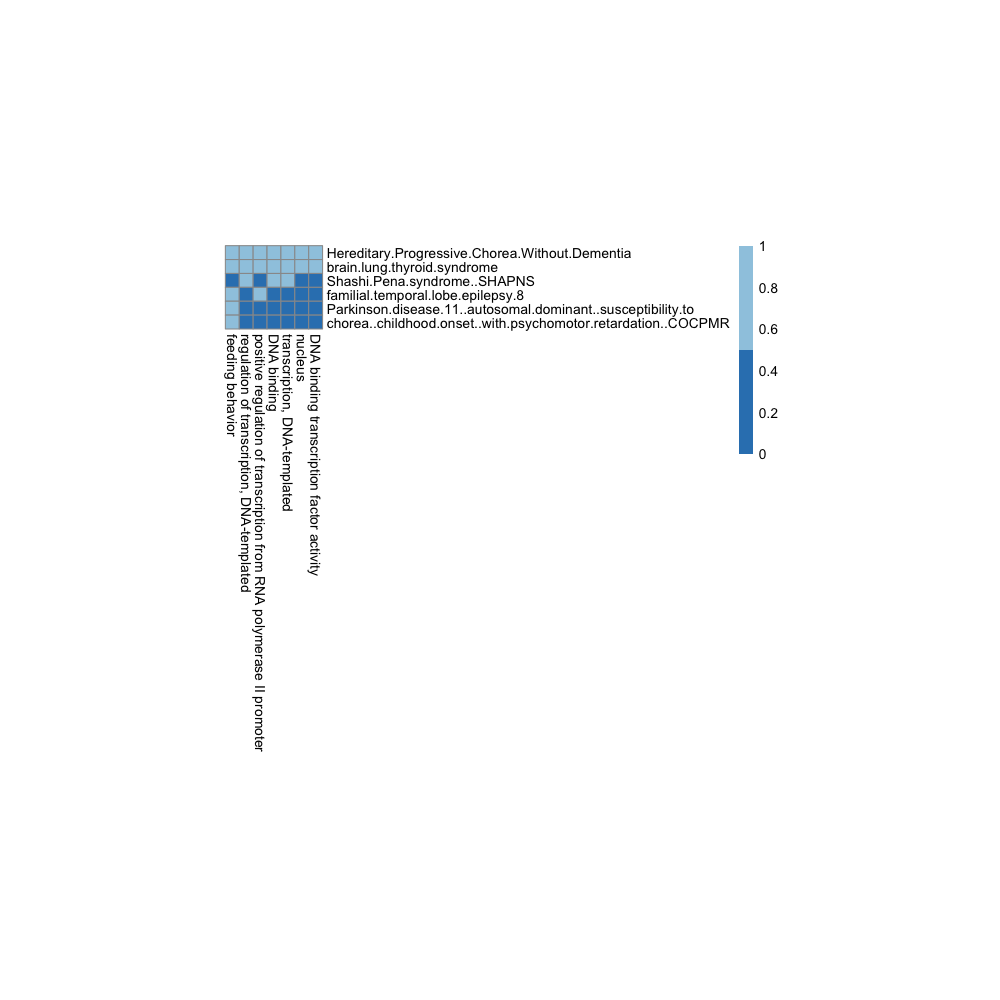 Hereditary.Progressive.Chorea.Without.Dementia
brain.lung.thyroid.syndrome
Shashi.Pena.syndrome..SHAPNS
familial.temporal.lobe.epilepsy.8
Parkinson.disease.11..autosomal.dominant..susceptibility.to
chorea..childhood.onset..with.psychomotor.retardation..COCPMR
1
0.8
0.6
0.4
0.2
0
feeding behavior
regulation of transcription, DNA-templated
positive regulation of transcription from RNA polymerase II promoter
DNA binding
transcription, DNA-templated
nucleus
DNA binding transcription factor activity